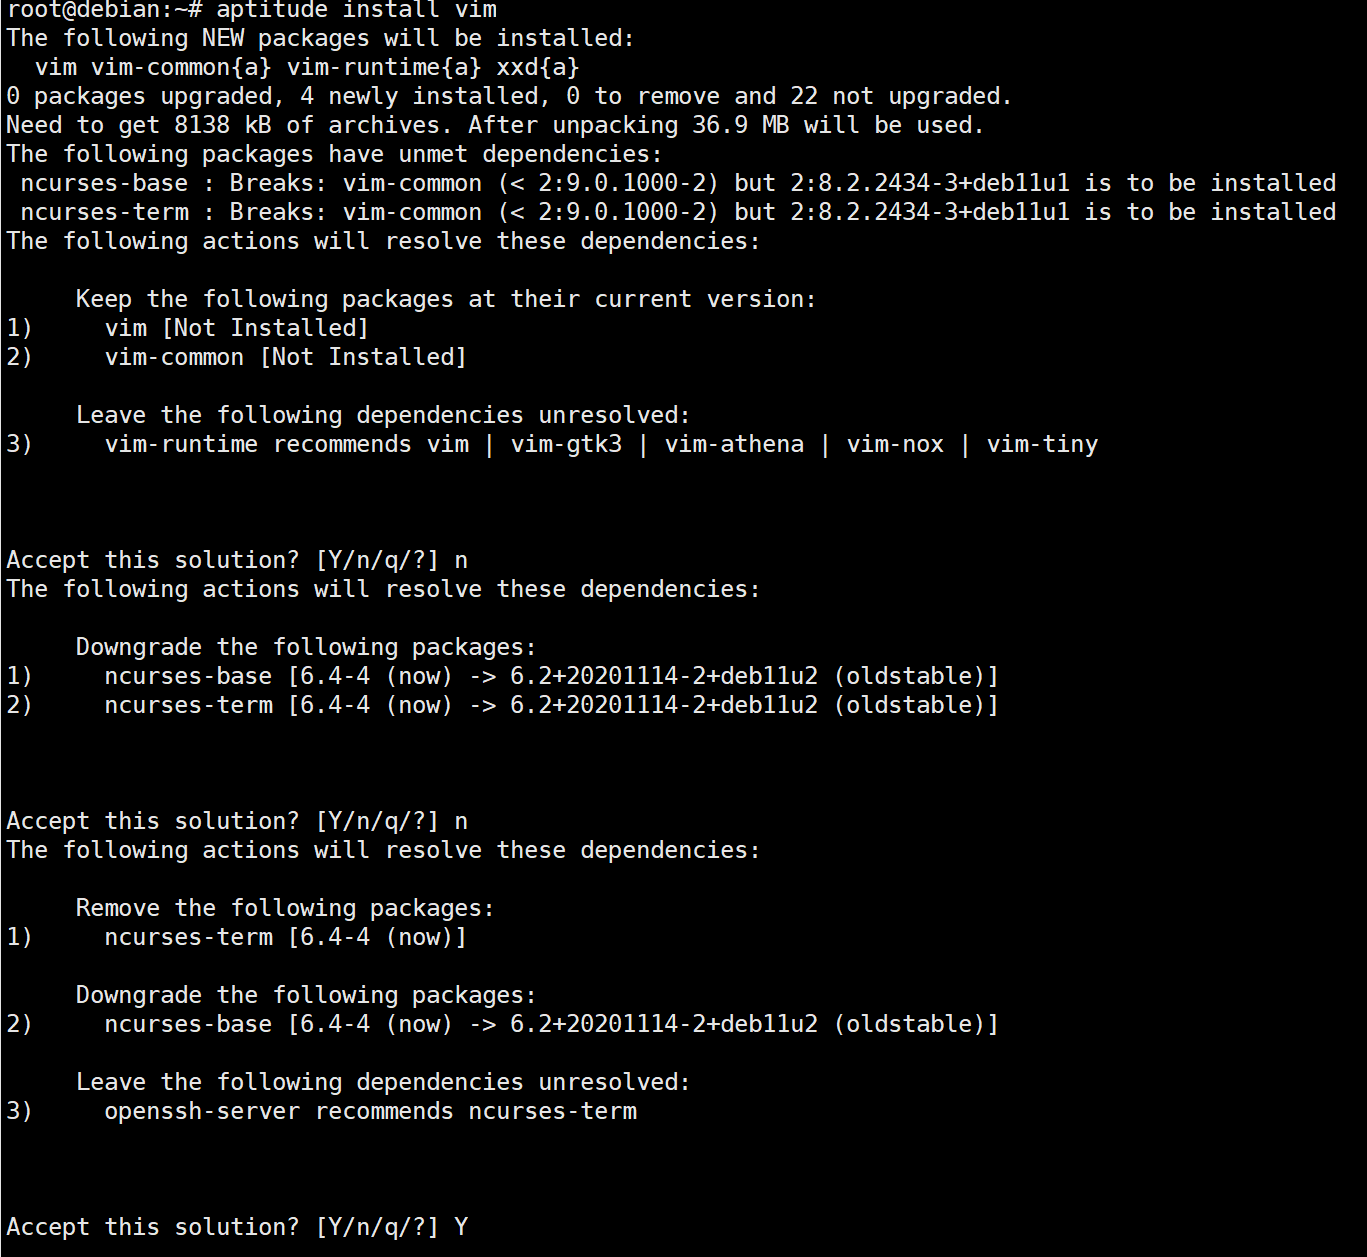 root@debian:~# aptitude install vim
The following NEW packages will be installed:
  vim vim-common{a} vim-runtime{a} xxd{a}
0 packages upgraded, 4 newly installed, 0 to remove and 22 not upgraded.
Need to get 8138 kB of archives. After unpacking 36.9 MB will be used.
The following packages have unmet dependencies:
 ncurses-base : Breaks: vim-common (< 2:9.0.1000-2) but 2:8.2.2434-3+deb11u1 is to be installed
 ncurses-term : Breaks: vim-common (< 2:9.0.1000-2) but 2:8.2.2434-3+deb11u1 is to be installed
The following actions will resolve these dependencies:
     Keep the following packages at their current version:
1)     vim [Not Installed]
2)     vim-common [Not Installed]
     Leave the following dependencies unresolved:
3)     vim-runtime recommends vim | vim-gtk3 | vim-athena | vim-nox | vim-tiny
Accept this solution? [Y/n/q/?] n
The following actions will resolve these dependencies:
     Downgrade the following packages:
1)     ncurses-base [6.4-4 (now) -> 6.2+20201114-2+deb11u2 (oldstable)]
2)     ncurses-term [6.4-4 (now) -> 6.2+20201114-2+deb11u2 (oldstable)]
Accept this solution? [Y/n/q/?] n
The following actions will resolve these dependencies:
     Remove the following packages:
1)     ncurses-term [6.4-4 (now)]
     Downgrade the following packages:
2)     ncurses-base [6.4-4 (now) -> 6.2+20201114-2+deb11u2 (oldstable)]
     Leave the following dependencies unresolved:
3)     openssh-server recommends ncurses-term
Accept this solution? [Y/n/q/?] Y